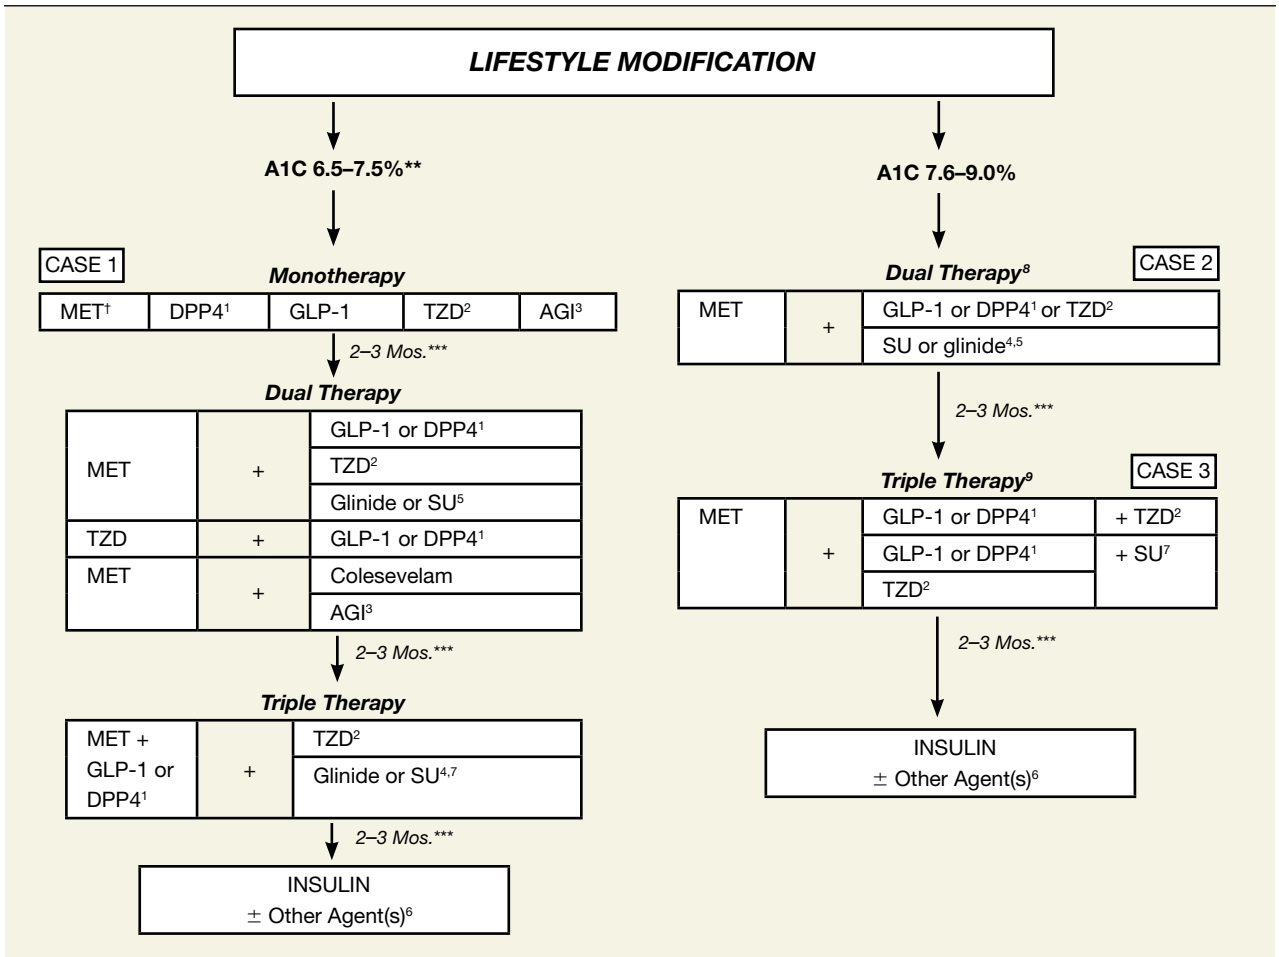 LIFESTYLE MODIFICATION
A1C 6.5–7.5%**
CASE 1
Monotherapy
MET† DPP4¹ GLP-1 TZD² AGI³
2–3 Mos.***
Dual Therapy
MET + GLP-1 or DPP4¹
TZD²
Glinide or SU⁵
TZD + GLP-1 or DPP4¹
MET + Colesevelam
AGI³
2–3 Mos.***
Triple Therapy
MET +
GLP-1 or
DPP4¹
+
TZD²
Glinide or SU⁴,⁷
2–3 Mos.***
INSULIN
± Other Agent(s)⁶
A1C 7.6–9.0%
CASE 2
Dual Therapy⁸
MET + GLP-1 or DPP4¹ or TZD²
SU or glinide⁴,⁵
2–3 Mos.***
CASE 3
Triple Therapy⁹
MET + GLP-1 or DPP4¹ + TZD²
GLP-1 or DPP4¹ + SU⁷
TZD²
2–3 Mos.***
INSULIN
± Other Agent(s)⁶